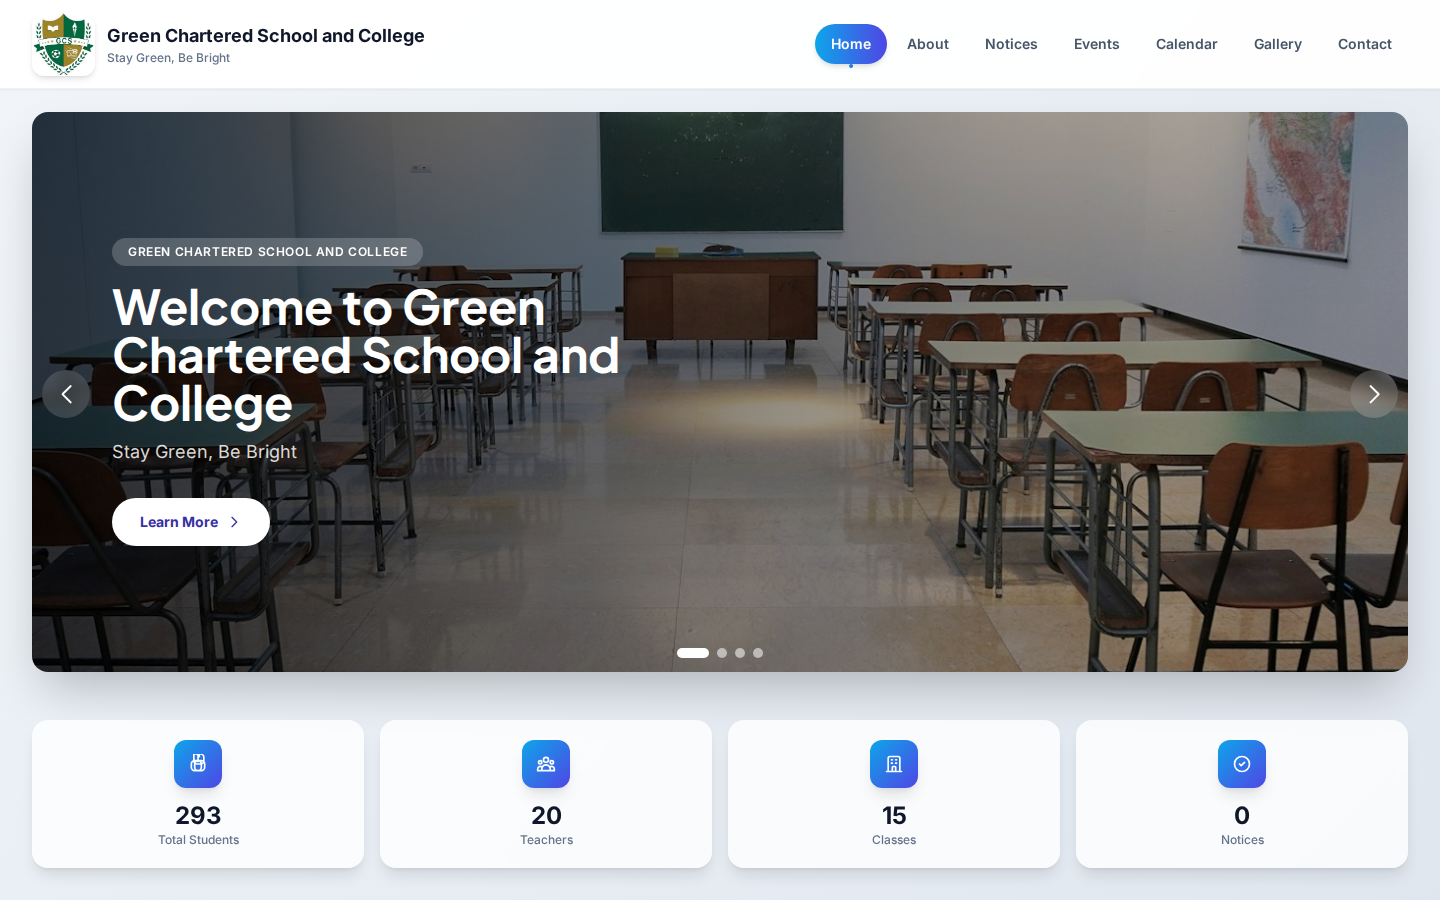 GCS
Green Chartered School and College
Stay Green, Be Bright
Home
About
Notices
Events
Calendar
Gallery
Contact
GREEN CHARTERED SCHOOL AND COLLEGE
Welcome to Green
Chartered School and
College
Stay Green, Be Bright
Learn More
293
Total Students
20
Teachers
15
Classes
0
Notices